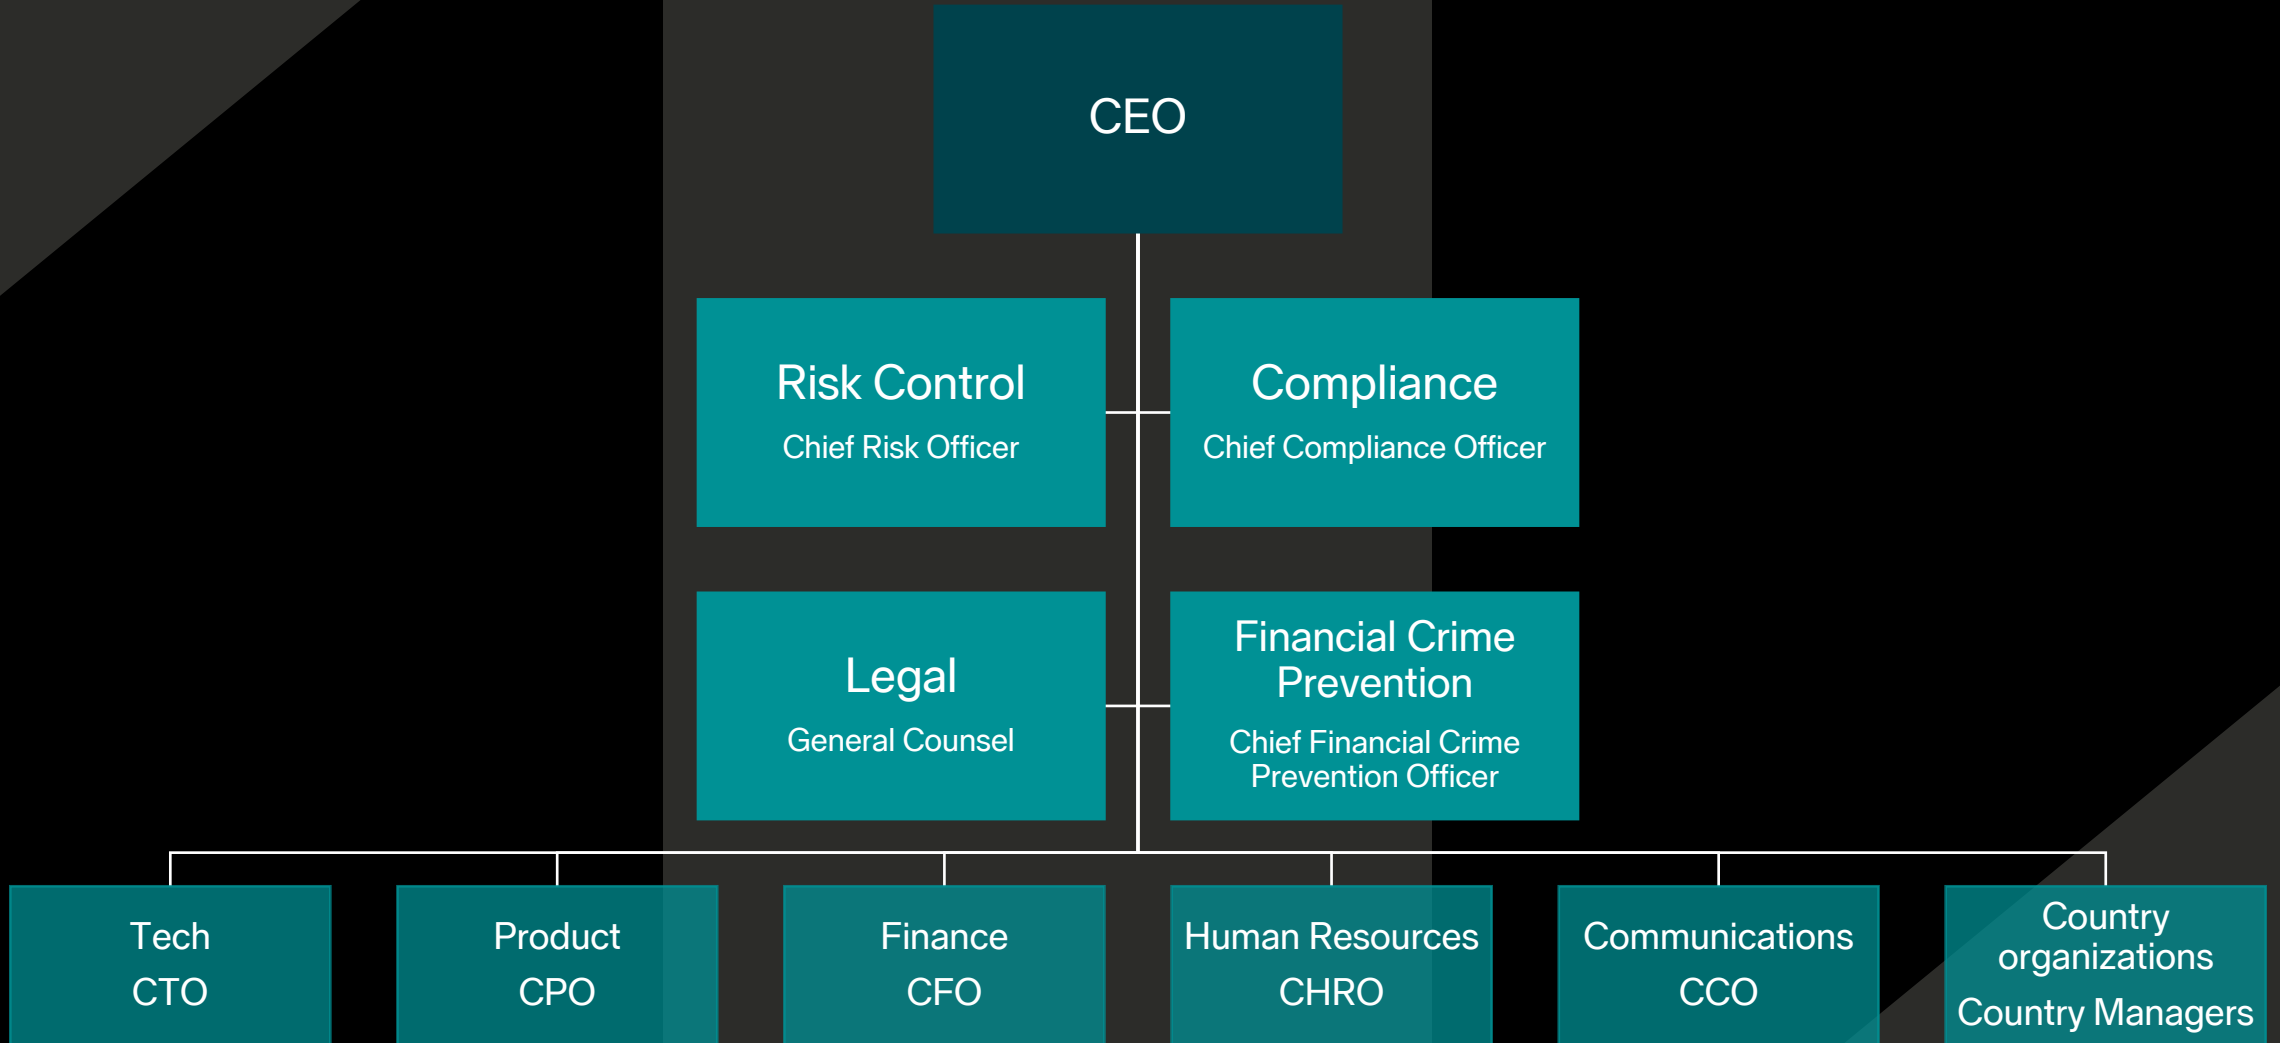 CEO
Risk Control
Chief Risk Officer
Compliance
Chief Compliance Officer
Legal
General Counsel
Financial Crime
Prevention
Chief Financial Crime
Prevention Officer
Tech
CTO
Product
CPO
Finance
CFO
Human Resources
CHRO
Communications
CCO
Country
organizations
Country Managers